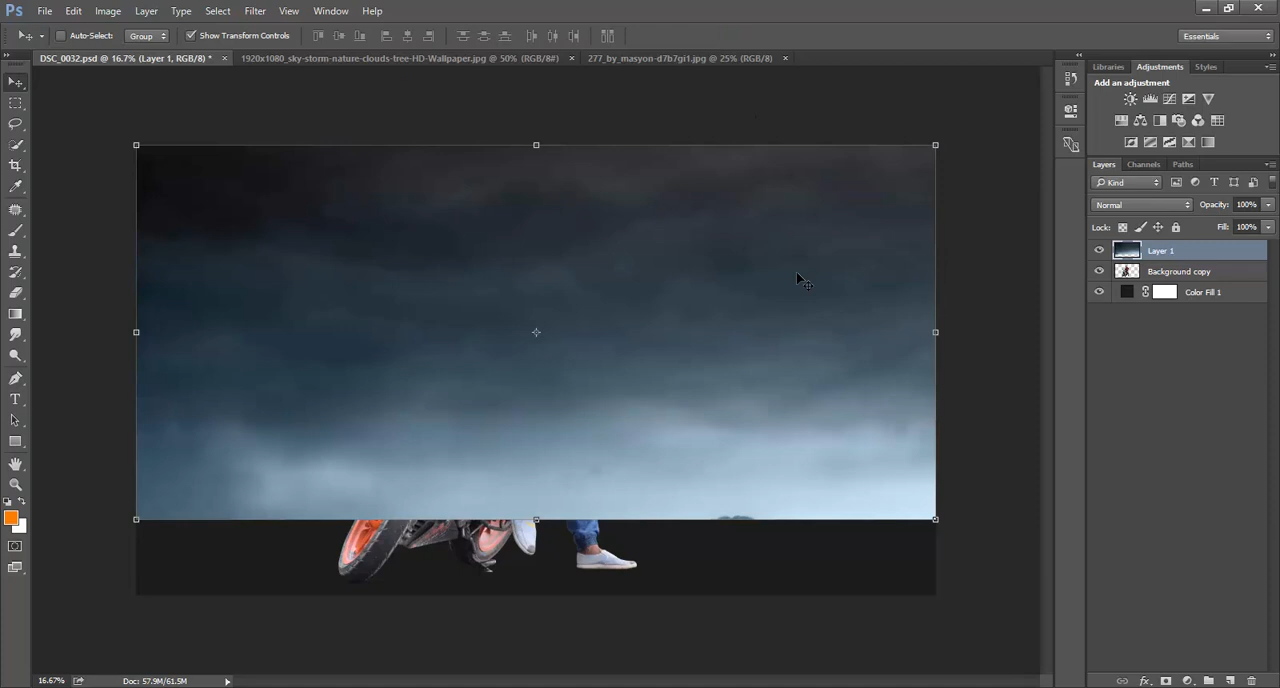 Ps File Edit Image Layer Type Select Filter View Window Help
Auto-Select: Group Show Transform Controls Essentials
DSC_0032.psd @ 16.7% (Layer 1, RGB/8) * × 1920x1080_sky-storm-nature-clouds-tree-HD-Wallpaper.jpg @ 50% (RGB/8#) × 277_by_masyon-d7b7gi1.jpg @ 25% (RGB/8) ×
Libraries Adjustments Styles
Add an adjustment
Layers Channels Paths
Kind
Normal Opacity: 100%
Lock: Fill: 100%
Layer 1
Background copy
Color Fill 1
16.67% Doc: 57.9M/61.5M